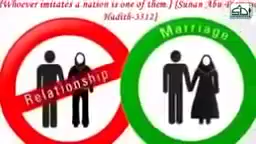 {Whoever imitates a nation is one of them.} {Sunan Abu
Hadith-3512}
Relationship
Marriage